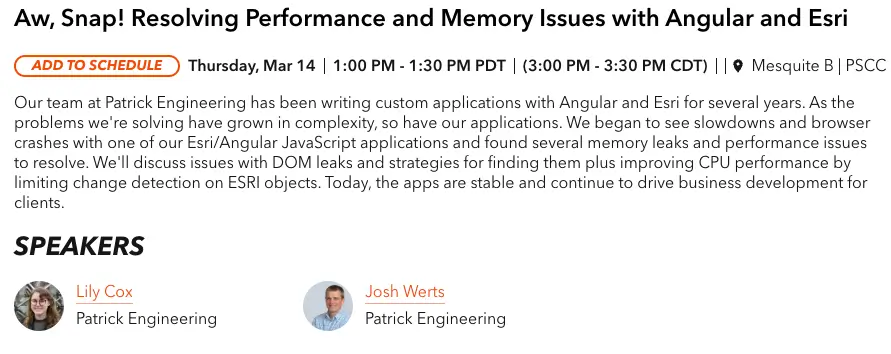 Aw, Snap! Resolving Performance and Memory Issues with Angular and Esri
ADD TO SCHEDULE Thursday, Mar 14 | 1:00 PM - 1:30 PM PDT | (3:00 PM - 3:30 PM CDT) | | Mesquite B | PSCC
Our team at Patrick Engineering has been writing custom applications with Angular and Esri for several years. As the
problems we're solving have grown in complexity, so have our applications. We began to see slowdowns and browser
crashes with one of our Esri/Angular JavaScript applications and found several memory leaks and performance issues
to resolve. We'll discuss issues with DOM leaks and strategies for finding them plus improving CPU performance by
limiting change detection on ESRI objects. Today, the apps are stable and continue to drive business development for
clients.
SPEAKERS
Lily Cox
Patrick Engineering
Josh Werts
Patrick Engineering